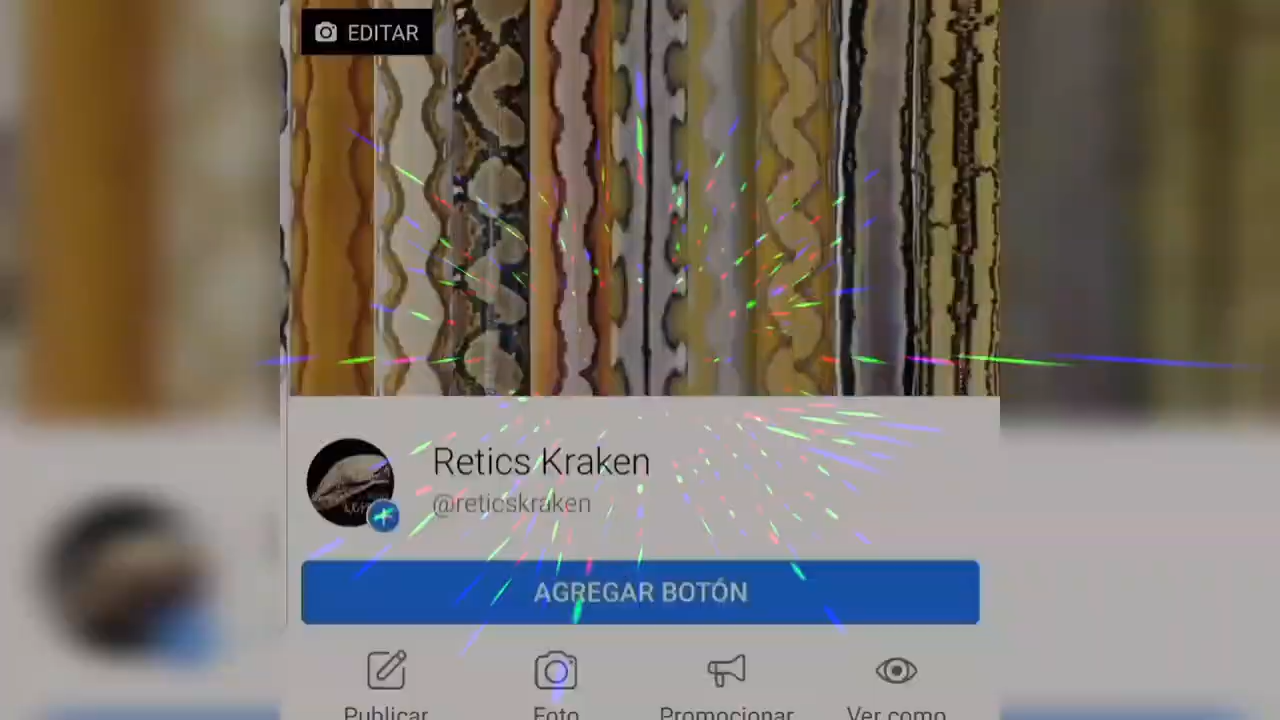 EDITAR
Retics Kraken
@reticskraken
AGREGAR BOTÓN
Publicar
Foto
Promocionar
Ver como